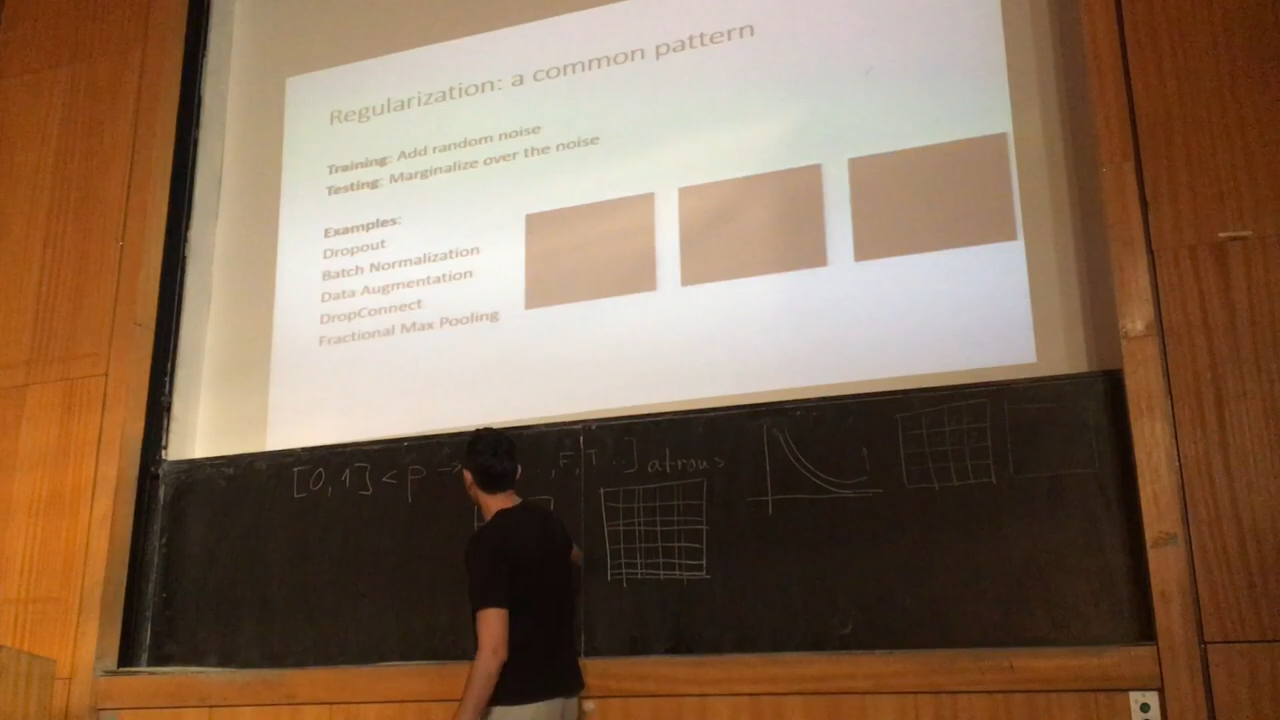 Regularization: a common pattern
Training: Add random noise
Testing: Marginalize over the noise
Examples:
Dropout
Batch Normalization
Data Augmentation
DropConnect
Fractional Max Pooling
[0,1] < p → ..., F, T ...] atrous